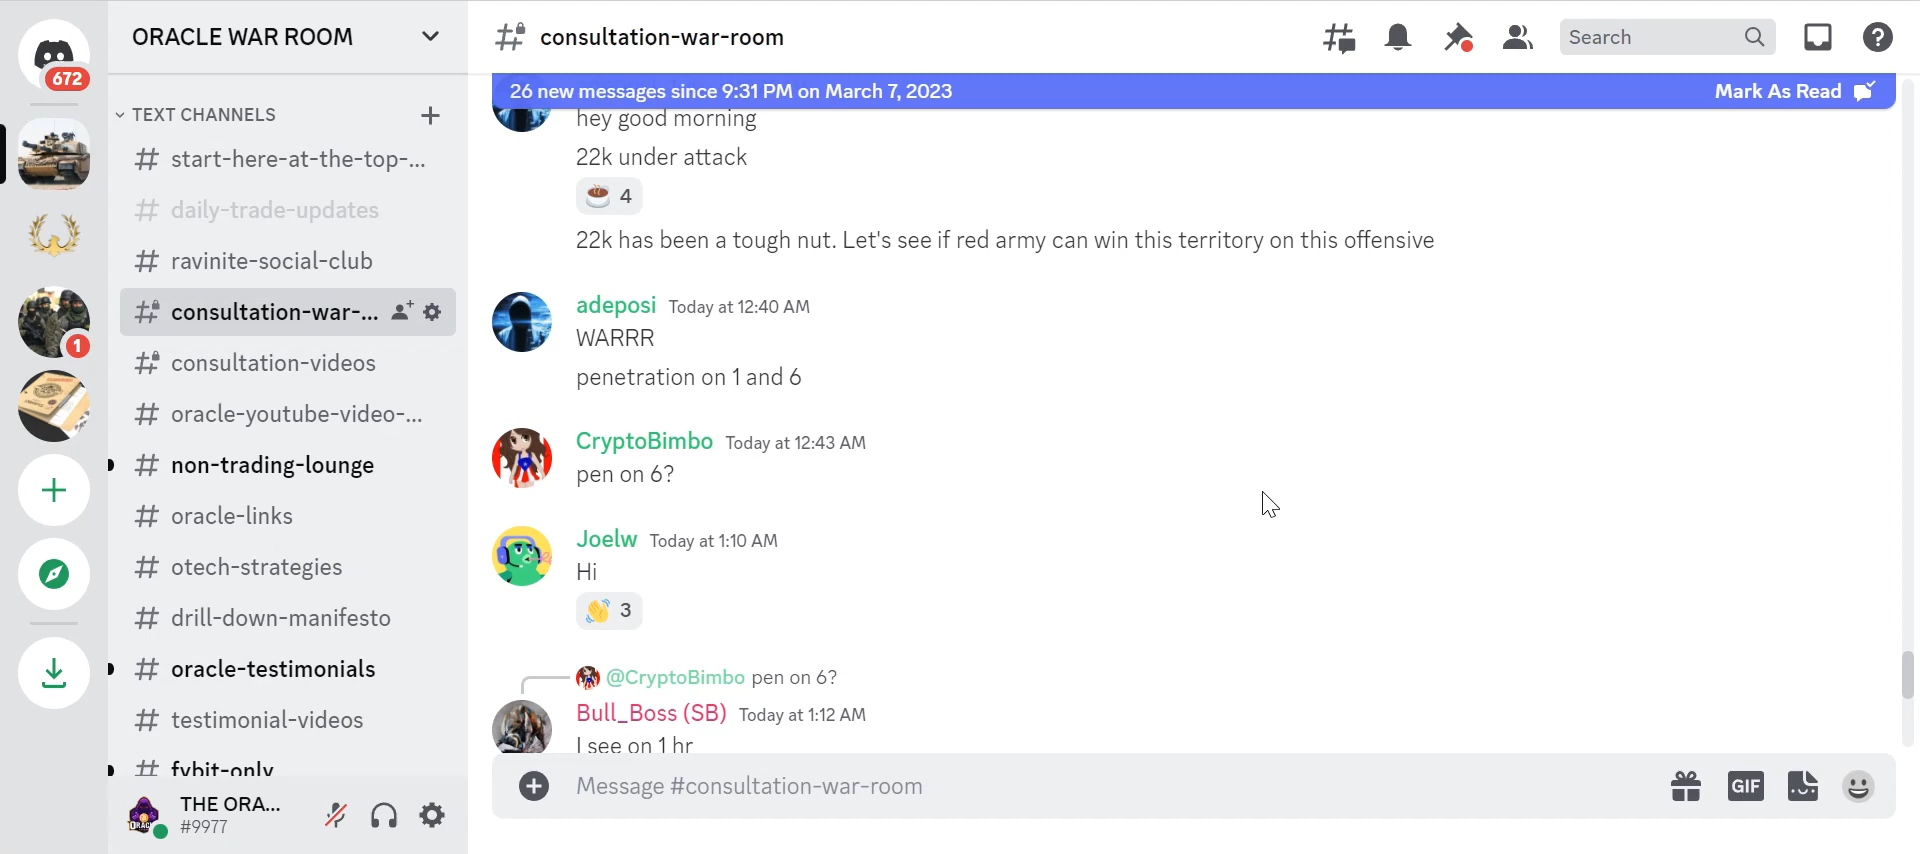 672
1
ORACLE WAR ROOM
TEXT CHANNELS
start-here-at-the-top-...
daily-trade-updates
ravinite-social-club
consultation-war-...
consultation-videos
oracle-youtube-video-...
non-trading-lounge
oracle-links
otech-strategies
drill-down-manifesto
oracle-testimonials
testimonial-videos
fybit-only
THE ORA...
#9977
consultation-war-room
Search
26 new messages since 9:31 PM on March 7, 2023
Mark As Read
hey good morning
22k under attack
4
22k has been a tough nut. Let's see if red army can win this territory on this offensive
adeposi Today at 12:40 AM
WARRR
penetration on 1 and 6
CryptoBimbo Today at 12:43 AM
pen on 6?
Joelw Today at 1:10 AM
Hi
3
@CryptoBimbo pen on 6?
Bull_Boss (SB) Today at 1:12 AM
I see on 1 hr
Message #consultation-war-room
GIF